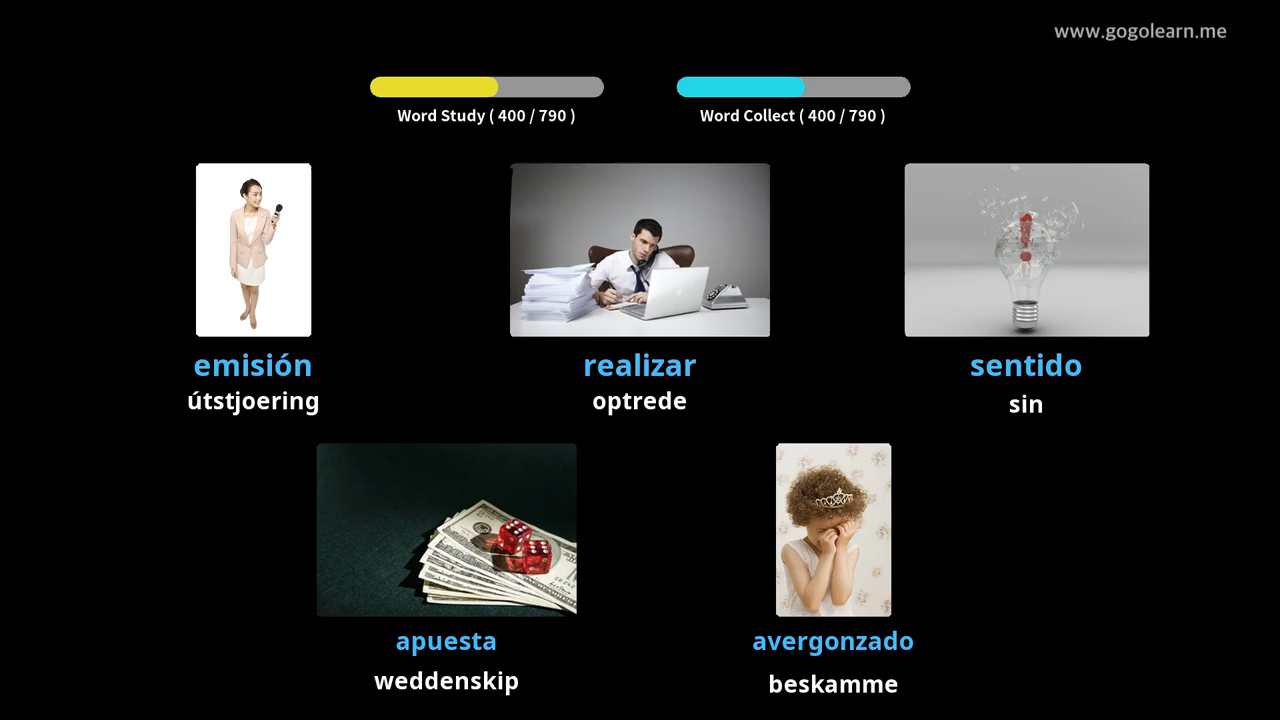 www.gogolearn.me
Word Study ( 400 / 790 )
Word Collect ( 400 / 790 )
emisión
realizar
sentido
útstjoering
optrede
sin
apuesta
avergonzado
weddenskip
beskamme